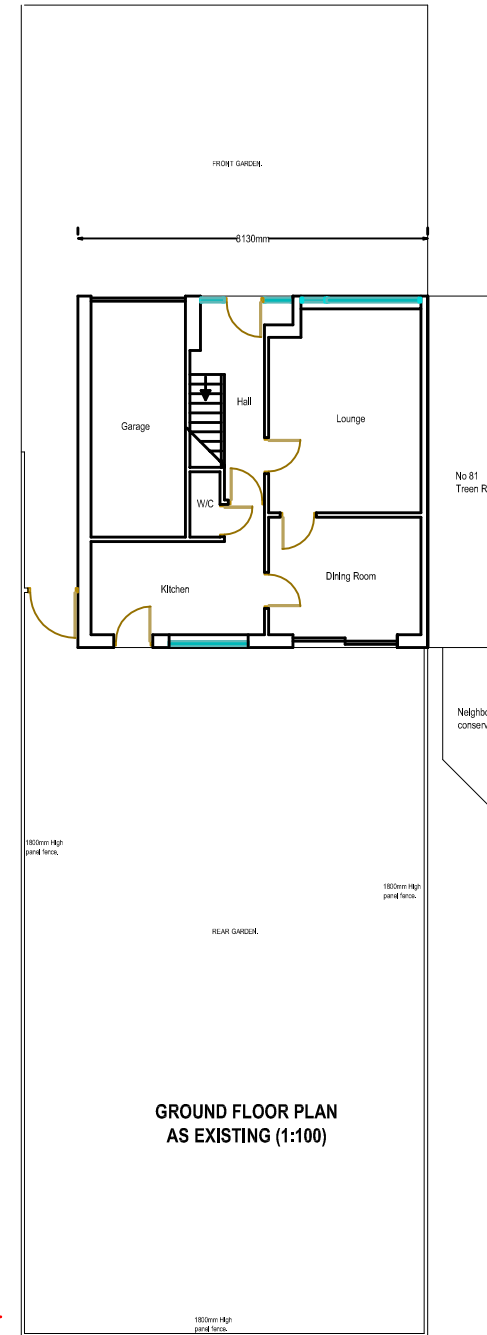 FRONT GARDEN.
8130mm
Hall
Garage
Lounge
No 81
Treen R
W/C
Kitchen
Dining Room
Neighbo
conserv
1800mm High
panel fence.
1800mm High
panel fence.
REAR GARDEN.
GROUND FLOOR PLAN
AS EXISTING (1:100)
1800mm High
panel fence.